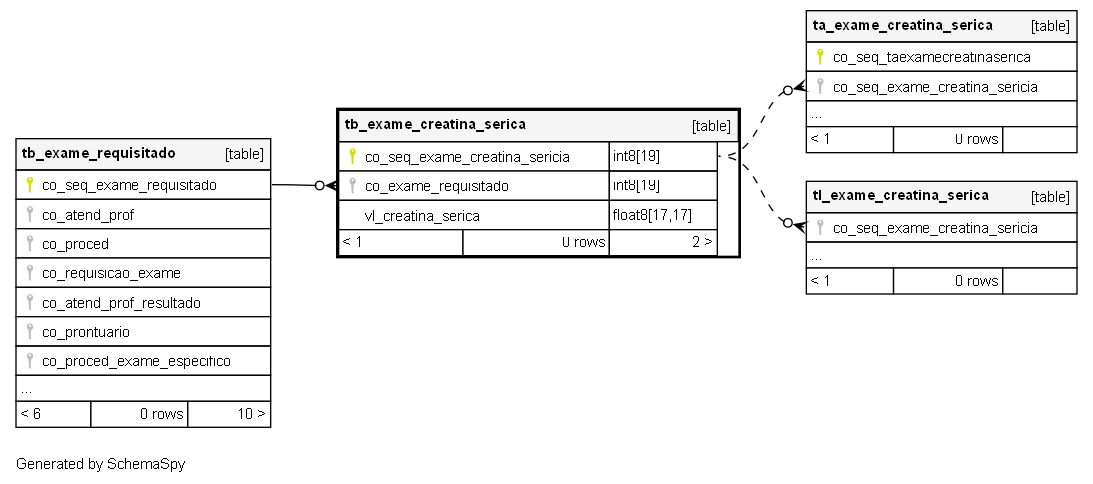 tb_exame_requisitado [table]
co_seq_exame_requisitado
co_atend_prof
co_proced
co_requisicao_exame
co_atend_prof_resultado
co_prontuario
co_proced_exame_especifico
...
< 6 0 rows 10 >
tb_exame_creatina_serica [table]
co_seq_exame_creatina_sericia int8[19]
co_exame_requisitado int8[19]
vl_creatina_serica float8[17,17]
< 1 0 rows 2 >
ta_exame_creatina_serica [table]
co_seq_taexamecreatinaserica
co_seq_exame_creatina_sericia
...
< 1 0 rows
tl_exame_creatina_serica [table]
co_seq_exame_creatina_sericia
...
< 1 0 rows
Generated by SchemaSpy